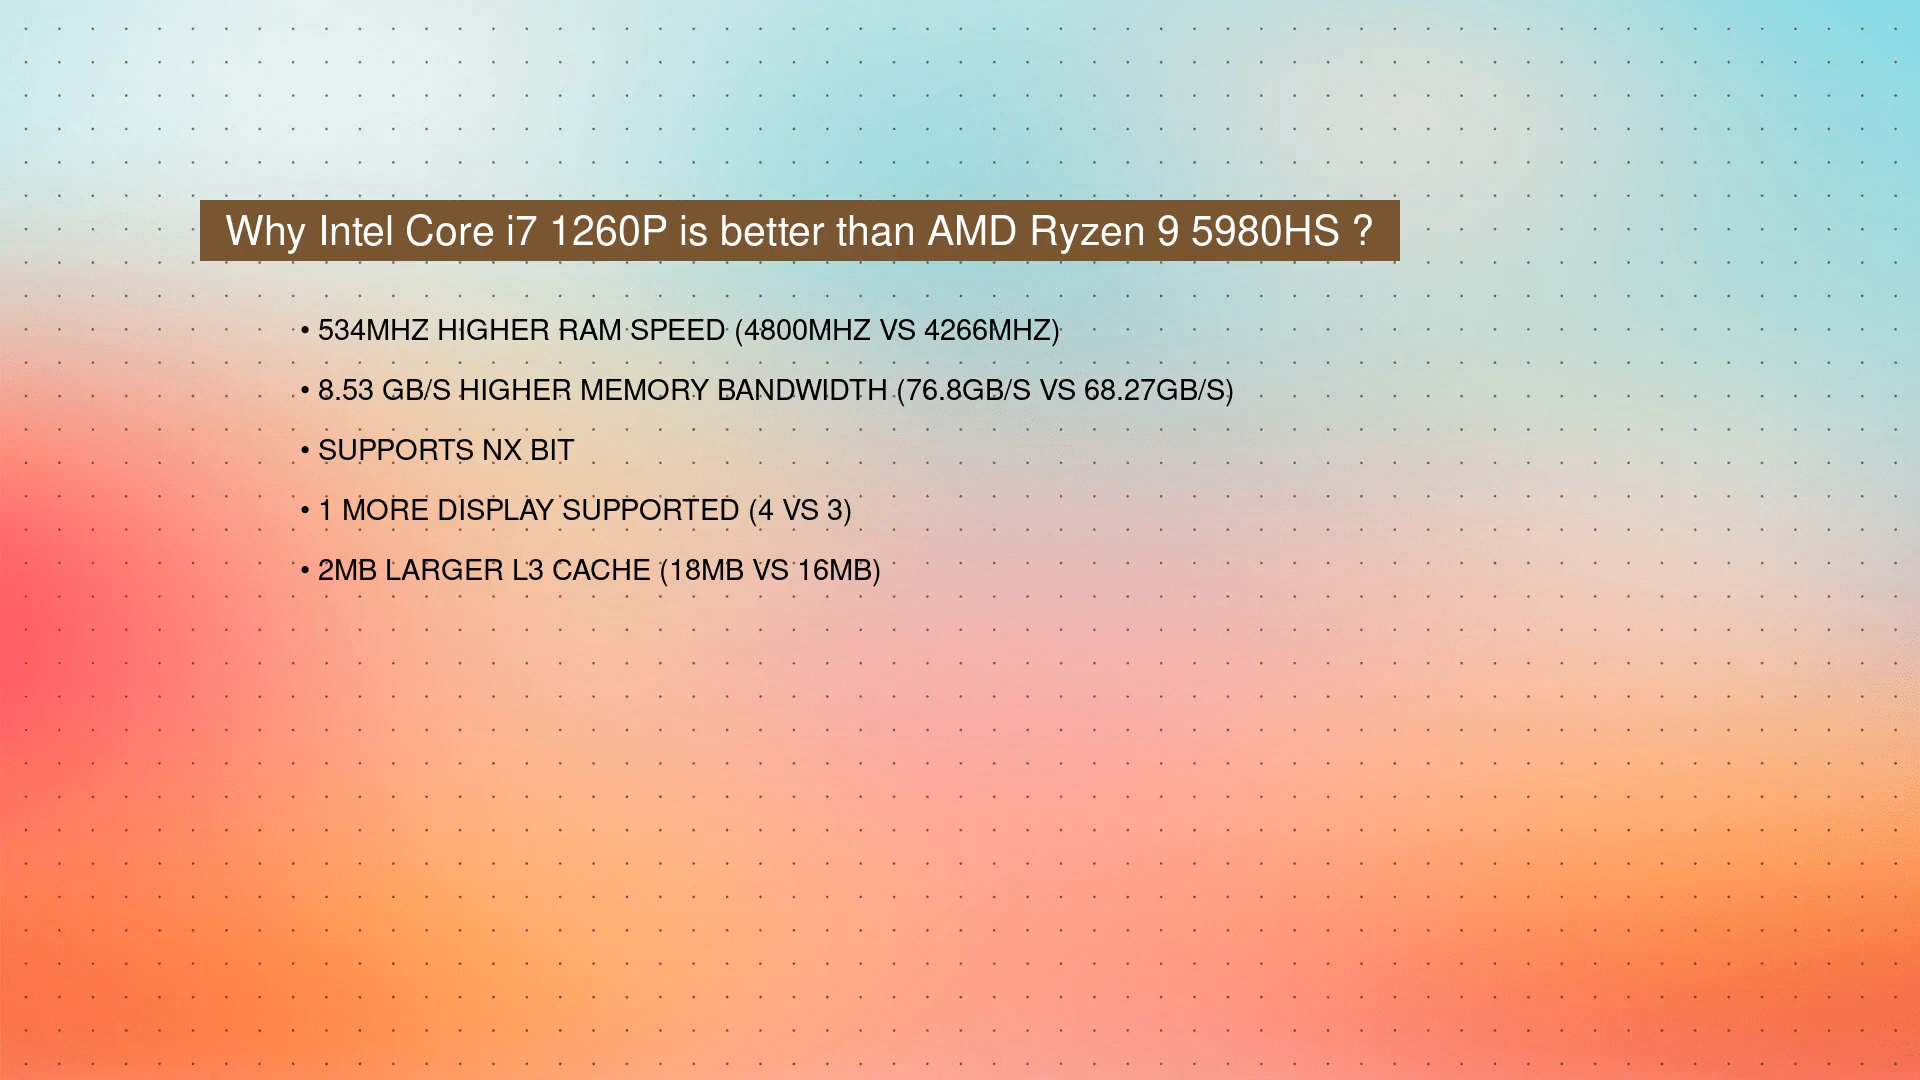 Why Intel Core i7 1260P is better than AMD Ryzen 9 5980HS ?
• 534MHZ HIGHER RAM SPEED (4800MHZ VS 4266MHZ)
• 8.53 GB/S HIGHER MEMORY BANDWIDTH (76.8GB/S VS 68.27GB/S)
• SUPPORTS NX BIT
• 1 MORE DISPLAY SUPPORTED (4 VS 3)
• 2MB LARGER L3 CACHE (18MB VS 16MB)